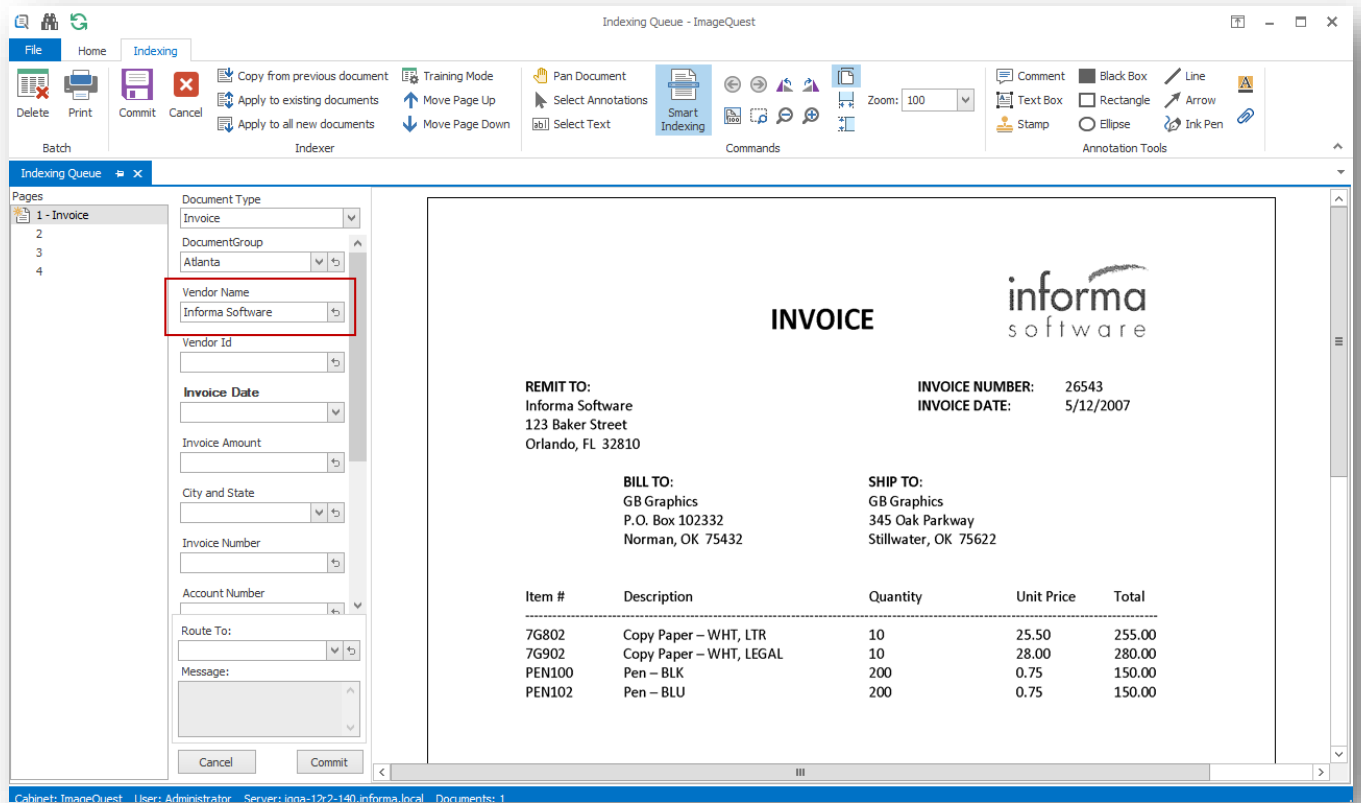 Indexing Queue - ImageQuest
File Home Indexing
Delete Print
Batch
Commit Cancel
Copy from previous document
Apply to existing documents
Apply to all new documents
Training Mode
Move Page Up
Move Page Down
Indexer
Pan Document
Select Annotations
Select Text
Smart
Indexing
Zoom: 100
Commands
Comment
Text Box
Stamp
Black Box
Rectangle
Ellipse
Line
Arrow
Ink Pen
Annotation Tools
Indexing Queue
Pages
1 - Invoice
2
3
4
Document Type
Invoice
DocumentGroup
Atlanta
Vendor Name
Informa Software
Vendor Id
Invoice Date
Invoice Amount
City and State
Invoice Number
Account Number
Route To:
Message:
Cancel Commit
informa
software
INVOICE
REMIT TO:
Informa Software
123 Baker Street
Orlando, FL 32810
INVOICE NUMBER: 26543
INVOICE DATE: 5/12/2007
BILL TO:
GB Graphics
P.O. Box 102332
Norman, OK 75432
SHIP TO:
GB Graphics
345 Oak Parkway
Stillwater, OK 75622
Item # Description Quantity Unit Price Total
7G802 Copy Paper – WHT, LTR 10 25.50 255.00
7G902 Copy Paper – WHT, LEGAL 10 28.00 280.00
PEN100 Pen – BLK 200 0.75 150.00
PEN102 Pen – BLU 200 0.75 150.00
Cabinet: ImageQuest User: Administrator Server: iqqa-12r2-140.informa.local Documents: 1